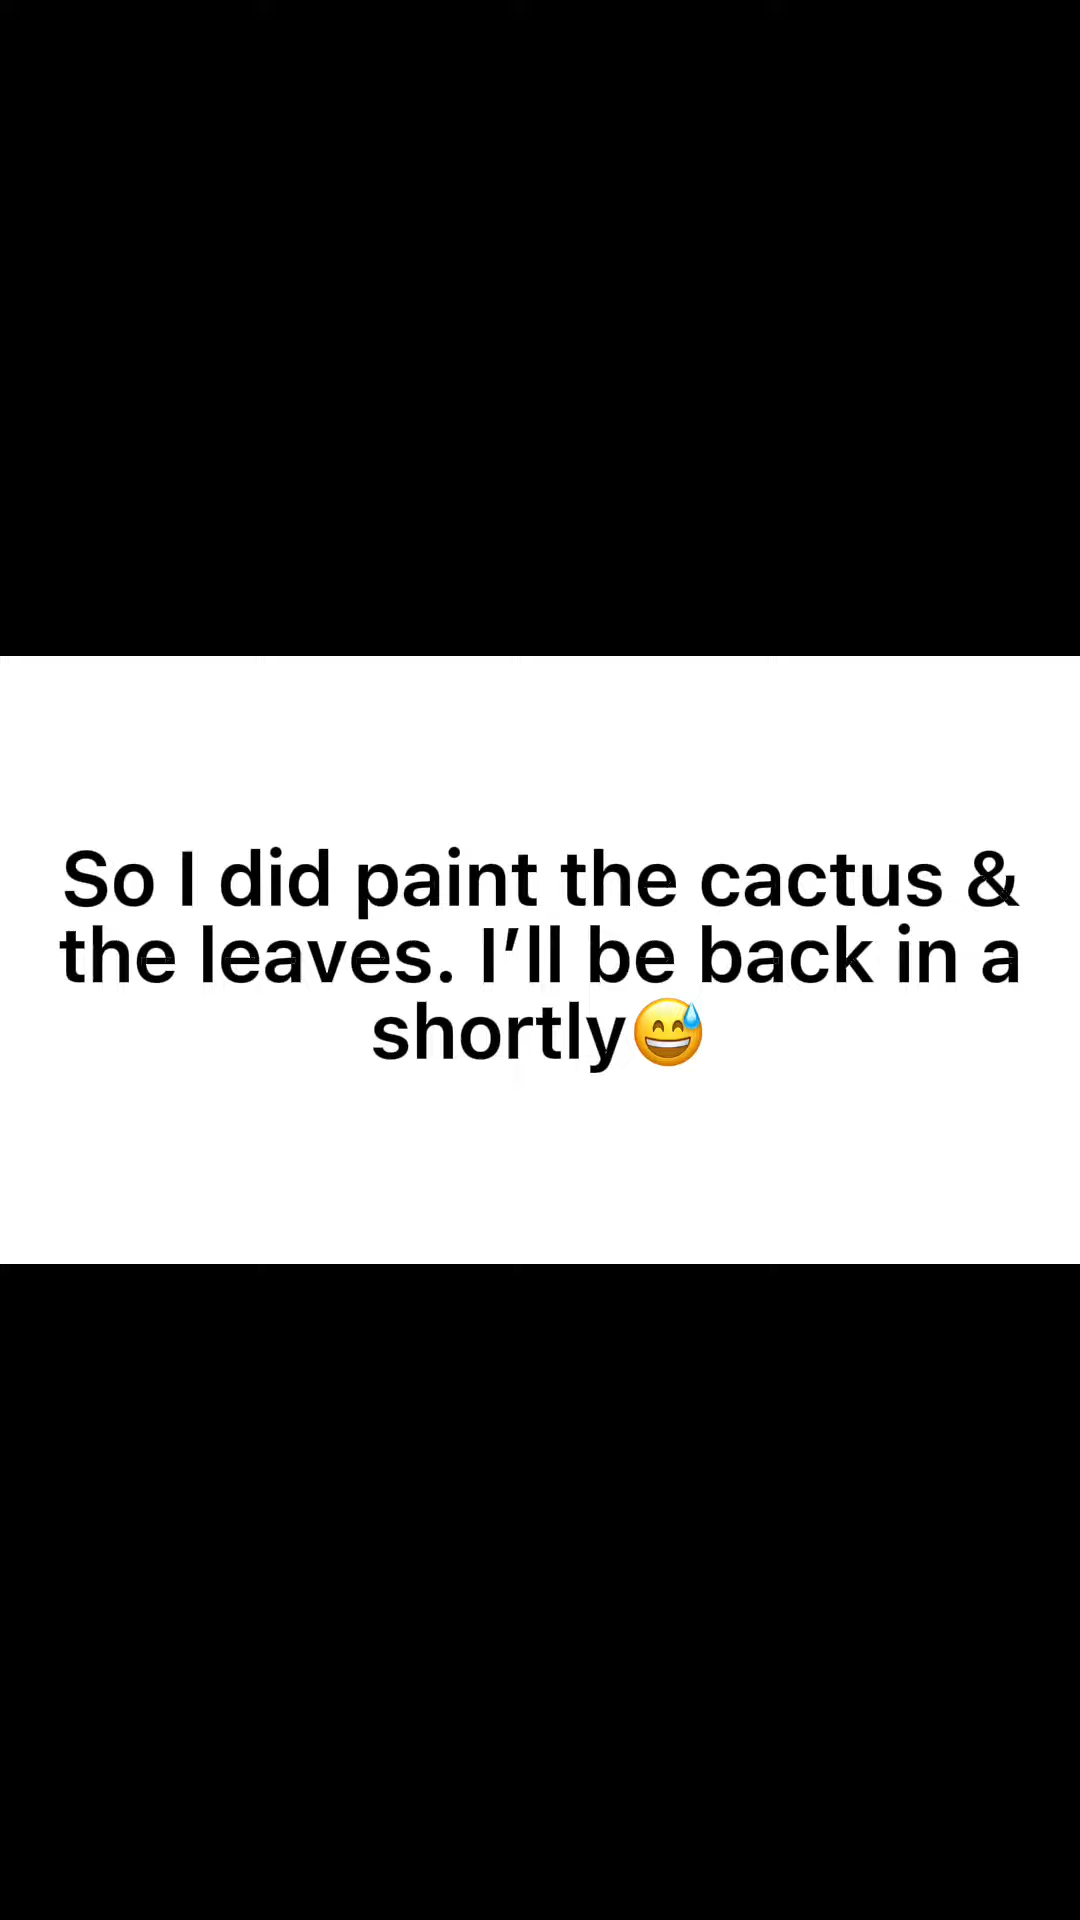 So I did paint the cactus &
the leaves. I’ll be back in a
shortly😅